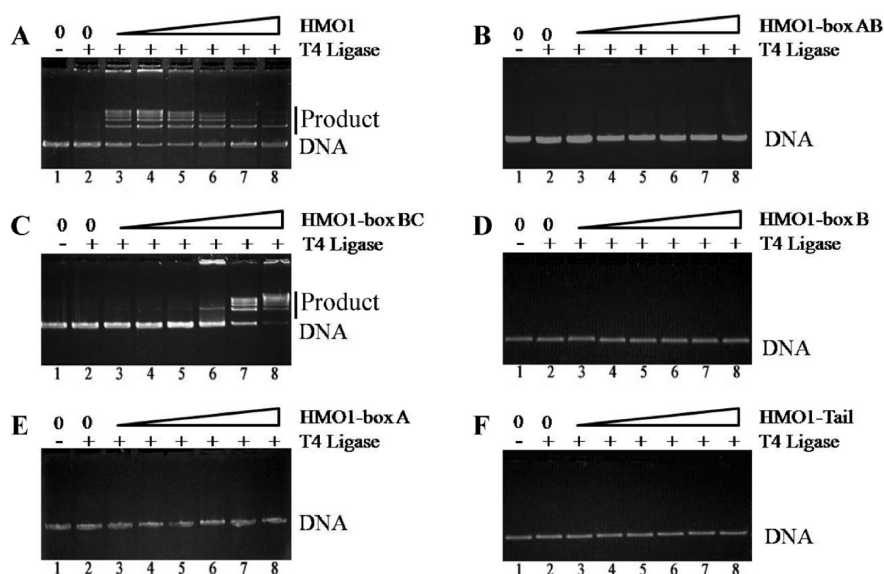 A 0 0 HMO1
- + + + + + + + T4 Ligase
Product
DNA
1 2 3 4 5 6 7 8
B 0 0 HMO1-box AB
- + + + + + + + T4 Ligase
DNA
1 2 3 4 5 6 7 8
C 0 0 HMO1-box BC
- + + + + + + + T4 Ligase
Product
DNA
1 2 3 4 5 6 7 8
D 0 0 HMO1-box B
- + + + + + + + T4 Ligase
DNA
1 2 3 4 5 6 7 8
E 0 0 HMO1-box A
- + + + + + + + T4 Ligase
DNA
1 2 3 4 5 6 7 8
F 0 0 HMO1-Tail
- + + + + + + + T4 Ligase
DNA
1 2 3 4 5 6 7 8